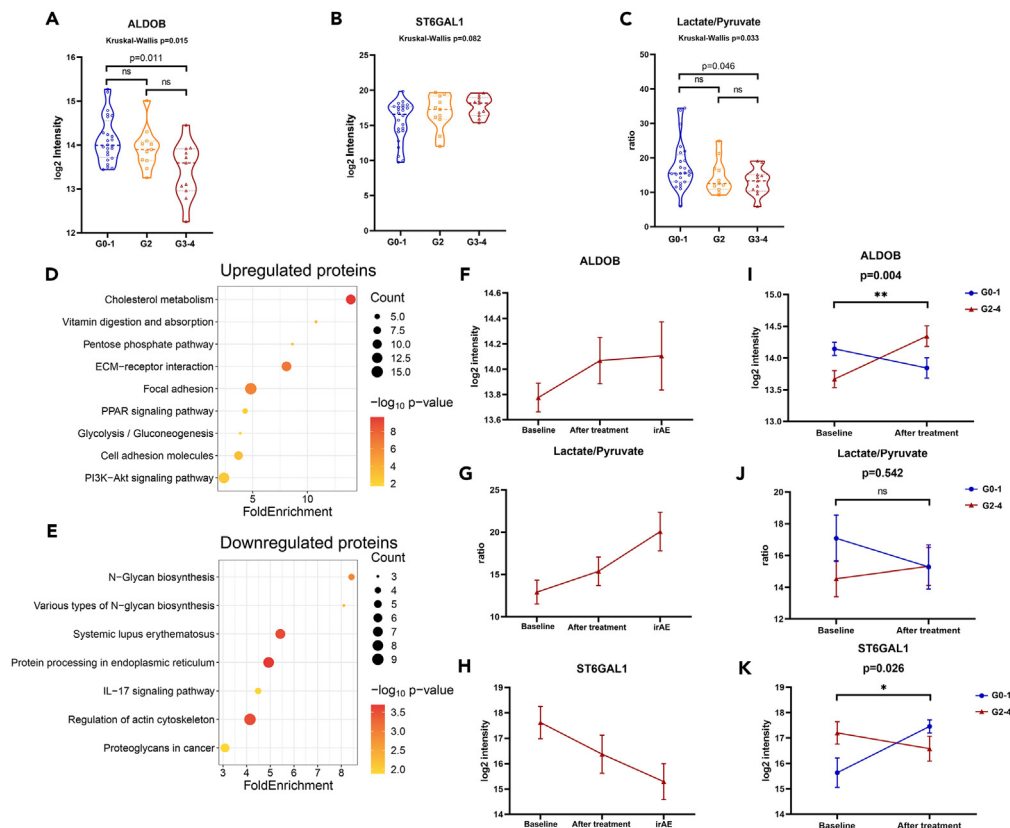 A
ALDOB
Kruskal-Wallis p=0.015
p=0.011
ns
ns
log2 Intensity
16
15
14
13
12
G0-1
G2
G3-4
B
ST6GAL1
Kruskal-Wallis p=0.082
log2 Intensity
25
20
15
10
5
0
G0-1
G2
G3-4
C
Lactate/Pyruvate
Kruskal-Wallis p=0.033
p=0.046
ns
ns
ratio
50
40
30
20
10
0
G0-1
G2
G3-4
D
Upregulated proteins
Cholesterol metabolism
Vitamin digestion and absorption
Pentose phosphate pathway
ECM−receptor interaction
Focal adhesion
PPAR signaling pathway
Glycolysis / Gluconeogenesis
Cell adhesion molecules
PI3K−Akt signaling pathway
5
10
FoldEnrichment
Count
5.0
7.5
10.0
12.5
15.0
−log10 p−value
8
6
4
2
E
Downregulated proteins
N−Glycan biosynthesis
Various types of N−glycan biosynthesis
Systemic lupus erythematosus
Protein processing in endoplasmic reticulum
IL−17 signaling pathway
Regulation of actin cytoskeleton
Proteoglycans in cancer
3
4
5
6
7
8
FoldEnrichment
Count
3
4
5
6
7
8
9
−log10 p−value
3.5
3.0
2.5
2.0
F
ALDOB
log2 intensity
14.6
14.4
14.2
14.0
13.8
13.6
Baseline
After treatment
irAE
G
Lactate/Pyruvate
ratio
25
20
15
10
Baseline
After treatment
irAE
H
ST6GAL1
log2 intensity
19
18
17
16
15
14
Baseline
After treatment
irAE
I
ALDOB
p=0.004
**
G0-1
G2-4
log2 intensity
15.0
14.5
14.0
13.5
13.0
Baseline
After treatment
J
Lactate/Pyruvate
p=0.542
ns
G0-1
G2-4
ratio
20
18
16
14
12
Baseline
After treatment
K
ST6GAL1
p=0.026
*
G0-1
G2-4
log2 intensity
19
18
17
16
15
14
Baseline
After treatment